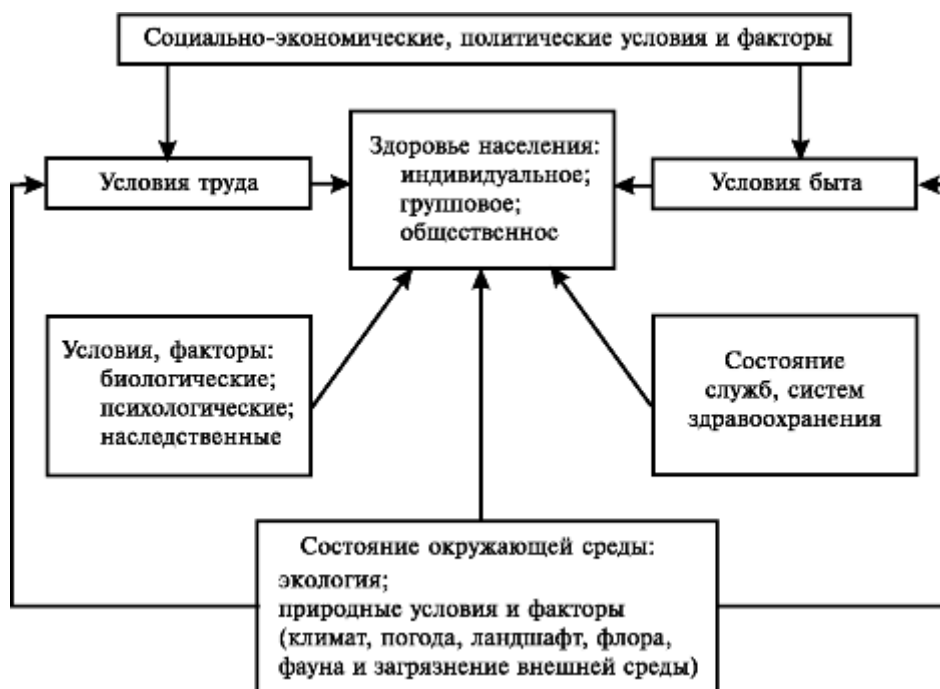 Социально-экономические, политические условия и факторы
Условия труда
Здоровье населения:
индивидуальное;
групповое;
общественное
Условия быта
Условия, факторы:
биологические;
психологические;
наследственные
Состояние
служб, систем
здравоохранения
Состояние окружающей среды:
экология;
природные условия и факторы
(климат, погода, ландшафт, флора,
фауна и загрязнение внешней среды)